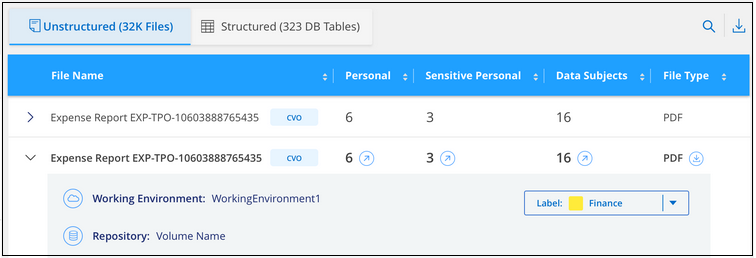 Unstructured (32K Files) Structured (323 DB Tables)
File Name Personal Sensitive Personal Data Subjects File Type
Expense Report EXP-TPO-10603888765435 CVO 6 3 16 PDF
Expense Report EXP-TPO-10603888765435 CVO 6 3 16 PDF
Working Environment: WorkingEnvironment1 Label: Finance
Repository: Volume Name